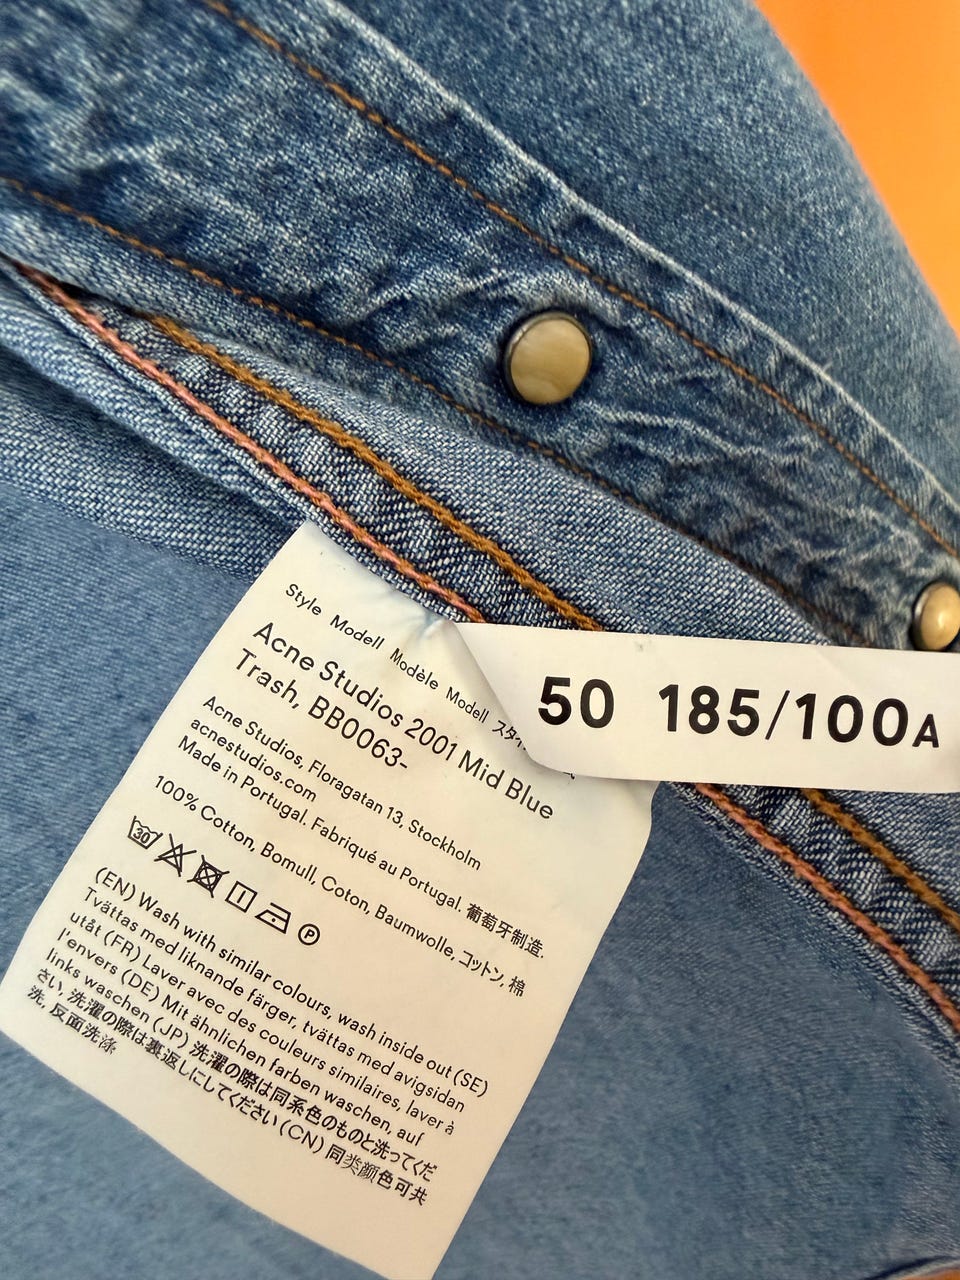 Style Modell Modèle Modell
Acne Studios 2001 Mid Blue
Trash, BB0063-
Acne Studios, Floragatan 13, Stockholm
acnestudios.com
Made in Portugal. Fabriqué au Portugal. 葡萄牙制造.
100% Cotton, Bomull, Coton, Baumwolle, コットン, 棉
30 P
(EN) Wash with similar colours, wash inside out (SE)
Tvättas med liknande färger, tvättas med avigsidan
utåt (FR) Laver avec des couleurs similaires, laver à
l'envers (DE) Mit ähnlichen farben waschen, auf
links waschen (JP) 洗濯の際は同系色のものと洗ってくだ
さい, 洗濯の際は裏返しにしてください (CN) 同类颜色可共
洗, 反面洗涤
50 185/100A